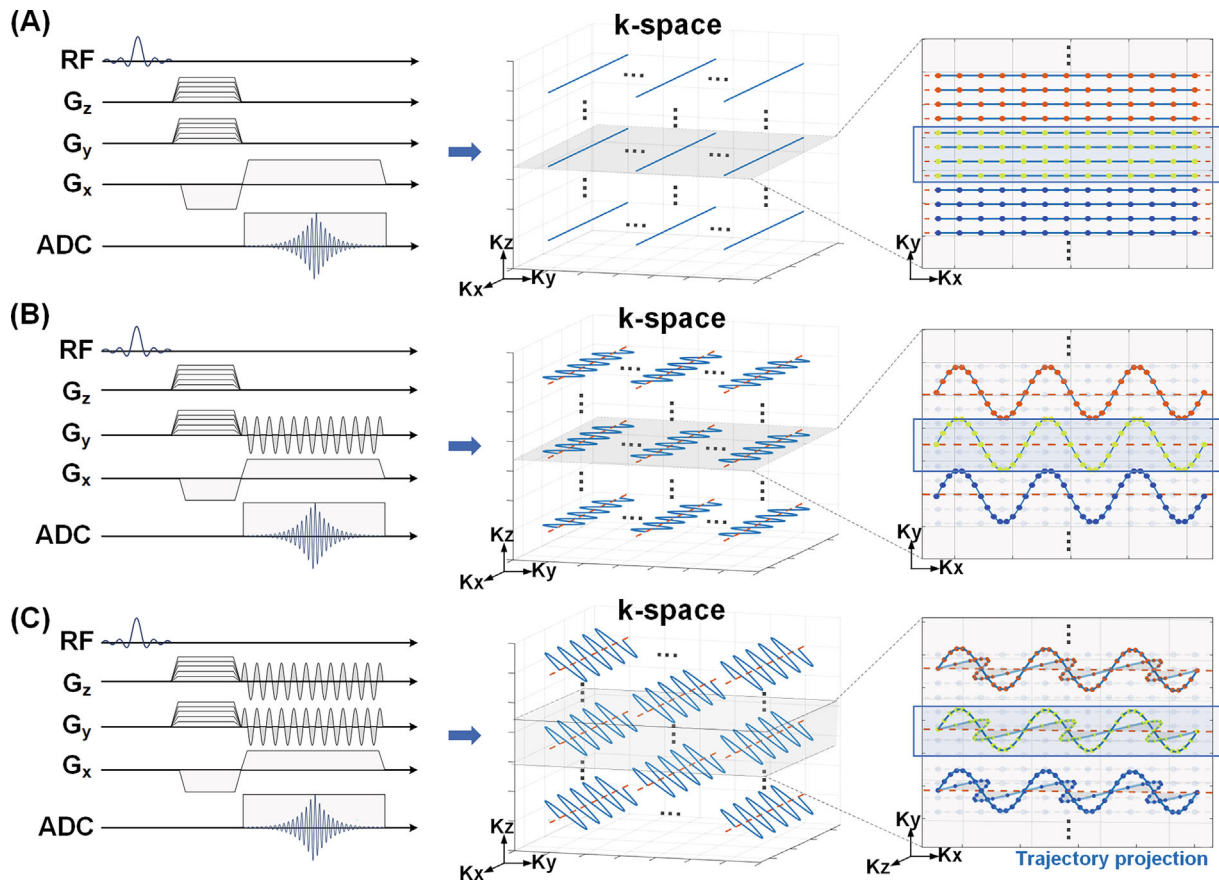 (A)
RF
Gz
Gy
Gx
ADC
k-space
Kz
Kx
Ky
Ky
Kx
(B)
RF
Gz
Gy
Gx
ADC
k-space
Kz
Kx
Ky
Ky
Kx
(C)
RF
Gz
Gy
Gx
ADC
k-space
Kz
Kx
Ky
Ky
Kz
Kx
Trajectory projection